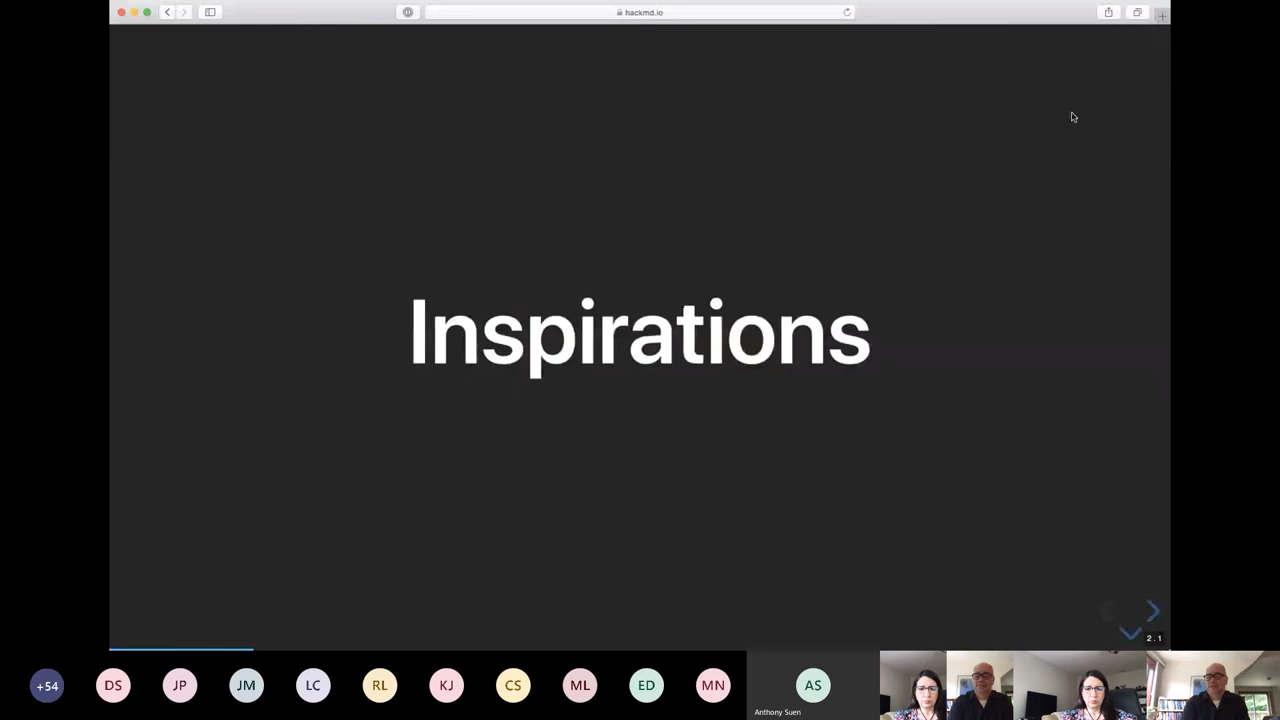 hackmd.io
Inspirations
2.1
+54
DS
JP
JM
LC
RL
KJ
CS
ML
ED
MN
AS
Anthony Suen